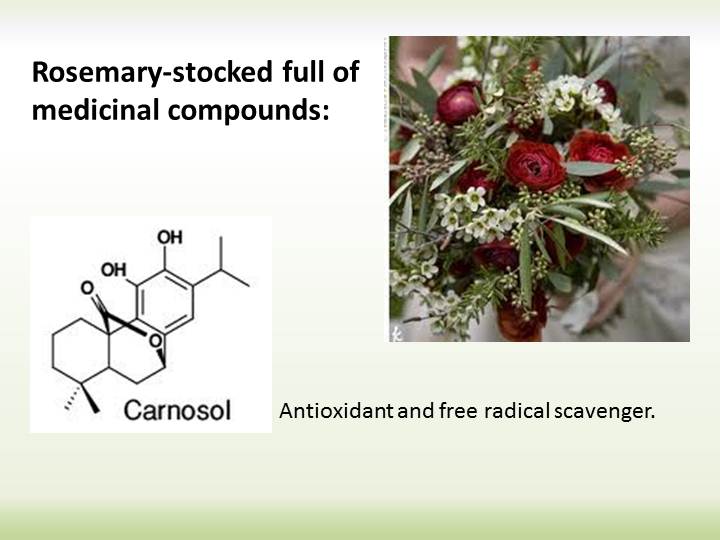 Rosemary-stocked full of
medicinal compounds:
OH
OH
O
O
Carnosol
Antioxidant and free radical scavenger.